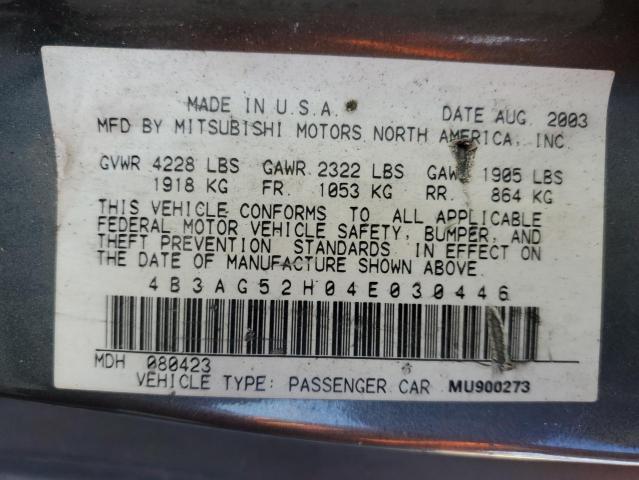 MADE IN U.S.A. DATE AUG. 2003
MFD BY MITSUBISHI MOTORS NORTH AMERICA, INC.
GVWR 4228 LBS GAWR 2322 LBS GAW 1905 LBS
1918 KG FR. 1053 KG RR. 864 KG
THIS VEHICLE CONFORMS TO ALL APPLICABLE
FEDERAL MOTOR VEHICLE SAFETY, BUMPER, AND
THEFT PREVENTION STANDARDS IN EFFECT ON
THE DATE OF MANUFACTURE SHOWN ABOVE.
4B3AG52H04E030446
MDH 080423
VEHICLE TYPE: PASSENGER CAR MU900273